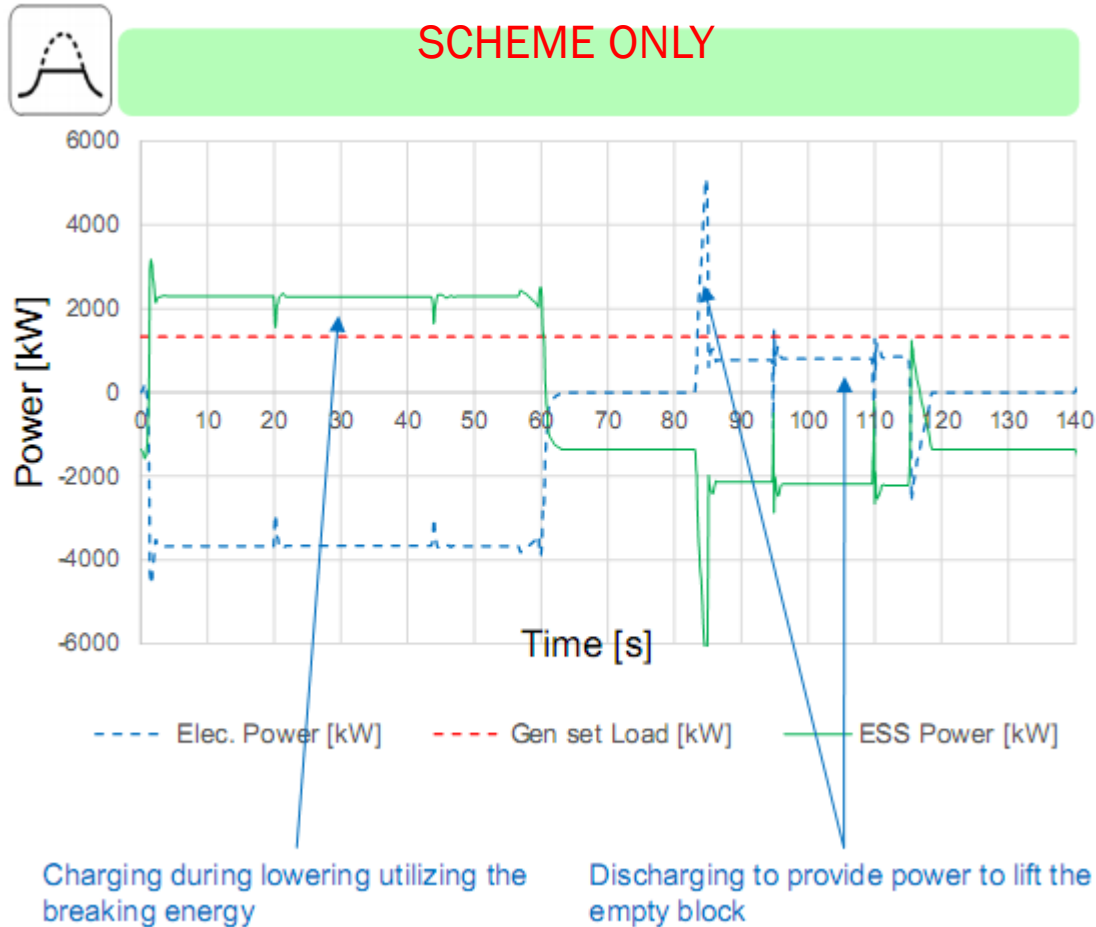 SCHEME ONLY
6000
4000
2000
0
-2000
-4000
-6000
Power [kW]
0 10 20 30 40 50 60 70 80 90 100 110 120 130 140
Time [s]
Elec. Power [kW] Gen set Load [kW] ESS Power [kW]
Charging during lowering utilizing the
breaking energy
Discharging to provide power to lift the
empty block